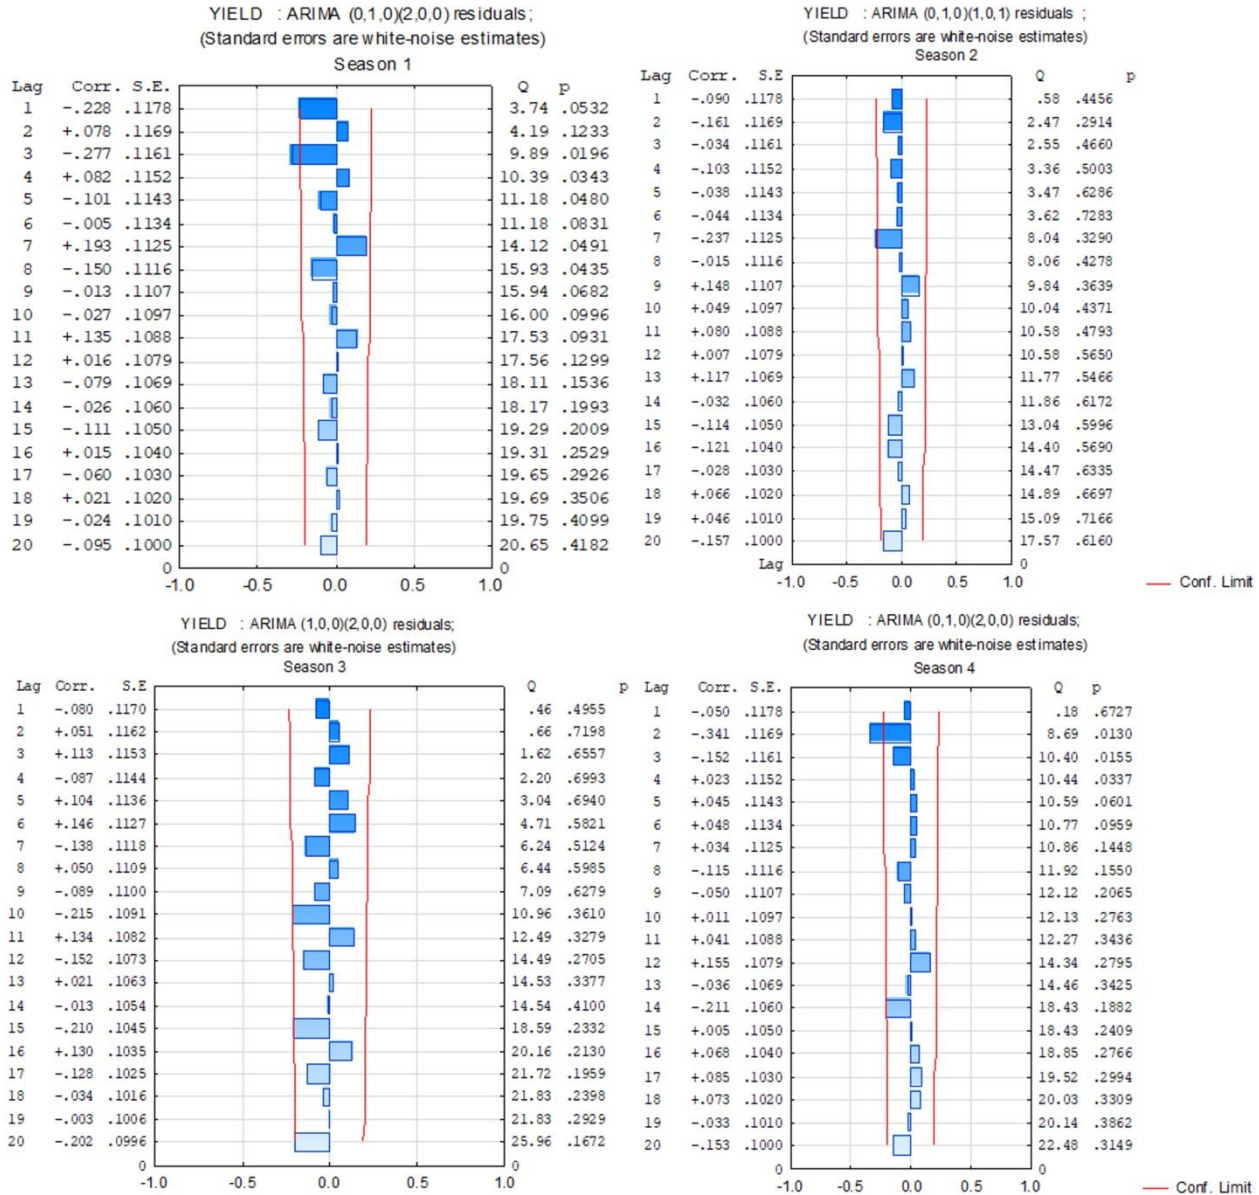 YIELD : ARIMA (0,1,0)(2,0,0) residuals;
(Standard errors are white-noise estimates)
Season 1
Lag Corr. S.E. Q p
1 -.228 .1178 3.74 .0532
2 +.078 .1169 4.19 .1233
3 -.277 .1161 9.89 .0196
4 +.082 .1152 10.39 .0343
5 -.101 .1143 11.18 .0480
6 -.005 .1134 11.18 .0831
7 +.193 .1125 14.12 .0491
8 -.150 .1116 15.93 .0435
9 -.013 .1107 15.94 .0682
10 -.027 .1097 16.00 .0996
11 +.135 .1088 17.53 .0931
12 +.016 .1079 17.56 .1299
13 -.079 .1069 18.11 .1536
14 -.026 .1060 18.17 .1993
15 -.111 .1050 19.29 .2009
16 +.015 .1040 19.31 .2529
17 -.060 .1030 19.65 .2926
18 +.021 .1020 19.69 .3506
19 -.024 .1010 19.75 .4099
20 -.095 .1000 20.65 .4182
0 0
-1.0 -0.5 0.0 0.5 1.0
YIELD : ARIMA (0,1,0)(1,0,1) residuals ;
(Standard errors are white-noise estimates)
Season 2
Lag Corr. S.E Q p
1 -.090 .1178 .58 .4456
2 -.161 .1169 2.47 .2914
3 -.034 .1161 2.55 .4660
4 -.103 .1152 3.36 .5003
5 -.038 .1143 3.47 .6286
6 -.044 .1134 3.62 .7283
7 -.237 .1125 8.04 .3290
8 -.015 .1116 8.06 .4278
9 +.148 .1107 9.84 .3639
10 +.049 .1097 10.04 .4371
11 +.080 .1088 10.58 .4793
12 +.007 .1079 10.58 .5650
13 +.117 .1069 11.77 .5466
14 -.032 .1060 11.86 .6172
15 -.114 .1050 13.04 .5996
16 -.121 .1040 14.40 .5690
17 -.028 .1030 14.47 .6335
18 +.066 .1020 14.89 .6697
19 +.046 .1010 15.09 .7166
20 -.157 .1000 17.57 .6160
Lag 0
-1.0 -0.5 0.0 0.5 1.0
Conf. Limit
YIELD : ARIMA (1,0,0)(2,0,0) residuals;
(Standard errors are white-noise estimates)
Season 3
Lag Corr. S.E Q p
1 -.080 .1170 .46 .4955
2 +.051 .1162 .66 .7198
3 +.113 .1153 1.62 .6557
4 -.087 .1144 2.20 .6993
5 +.104 .1136 3.04 .6940
6 +.146 .1127 4.71 .5821
7 -.138 .1118 6.24 .5124
8 +.050 .1109 6.44 .5985
9 -.089 .1100 7.09 .6279
10 -.215 .1091 10.96 .3610
11 +.134 .1082 12.49 .3279
12 -.152 .1073 14.49 .2705
13 +.021 .1063 14.53 .3377
14 -.013 .1054 14.54 .4100
15 -.210 .1045 18.59 .2332
16 +.130 .1035 20.16 .2130
17 -.128 .1025 21.72 .1959
18 -.034 .1016 21.83 .2398
19 -.003 .1006 21.83 .2929
20 -.202 .0996 25.96 .1672
0 0
-1.0 -0.5 0.0 0.5 1.0
YIELD : ARIMA (0,1,0)(2,0,0) residuals;
(Standard errors are white-noise estimates)
Season 4
Lag Corr. S.E. Q p
1 -.050 .1178 .18 .6727
2 -.341 .1169 8.69 .0130
3 -.152 .1161 10.40 .0155
4 +.023 .1152 10.44 .0337
5 +.045 .1143 10.59 .0601
6 +.048 .1134 10.77 .0959
7 +.034 .1125 10.86 .1448
8 -.115 .1116 11.92 .1550
9 -.050 .1107 12.12 .2065
10 +.011 .1097 12.13 .2763
11 +.041 .1088 12.27 .3436
12 +.155 .1079 14.34 .2795
13 -.036 .1069 14.46 .3425
14 -.211 .1060 18.43 .1882
15 +.005 .1050 18.43 .2409
16 +.068 .1040 18.85 .2766
17 +.085 .1030 19.52 .2994
18 +.073 .1020 20.03 .3309
19 -.033 .1010 20.14 .3862
20 -.153 .1000 22.48 .3149
0 0
-1.0 -0.5 0.0 0.5 1.0
Conf. Limit